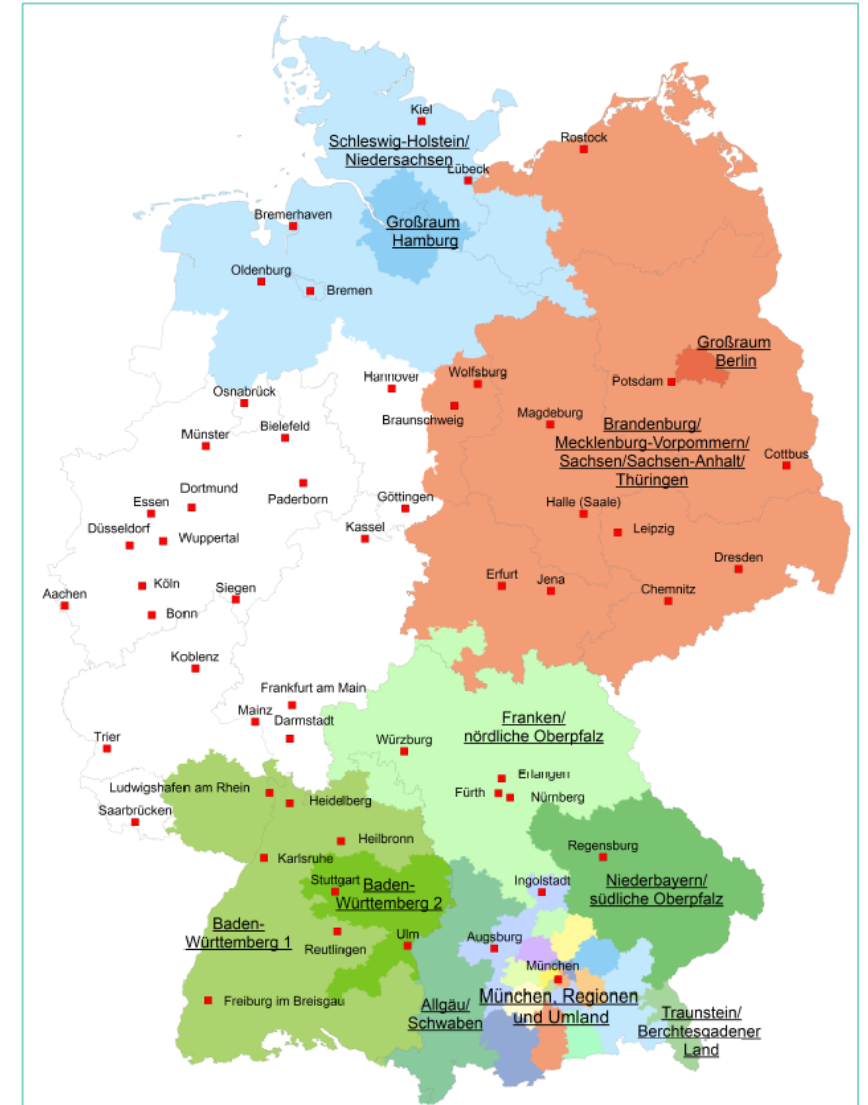 Kiel
Schleswig-Holstein/
Niedersachsen
Rostock
Lübeck
Großraum
Hamburg
Bremerhaven
Oldenburg
Bremen
Großraum
Berlin
Potsdam
Hannover
Wolfsburg
Osnabrück
Braunschweig
Magdeburg
Brandenburg/
Mecklenburg-Vorpommern/
Sachsen/Sachsen-Anhalt/
Thüringen
Münster
Bielefeld
Cottbus
Dortmund
Paderborn
Essen
Göttingen
Halle (Saale)
Düsseldorf
Wuppertal
Kassel
Leipzig
Dresden
Köln
Siegen
Erfurt
Jena
Chemnitz
Aachen
Bonn
Koblenz
Frankfurt am Main
Mainz
Darmstadt
Franken/
nördliche Oberpfalz
Trier
Würzburg
Erlangen
Ludwigshafen am Rhein
Heidelberg
Fürth
Nürnberg
Saarbrücken
Heilbronn
Regensburg
Karlsruhe
Stuttgart
Baden-
Württemberg 2
Ingolstadt
Niederbayern/
südliche Oberpfalz
Baden-
Württemberg 1
Reutlingen
Ulm
Augsburg
München
Freiburg im Breisgau
Allgäu/
Schwaben
München, Regionen
und Umland
Traunstein/
Berchtesgadener
Land